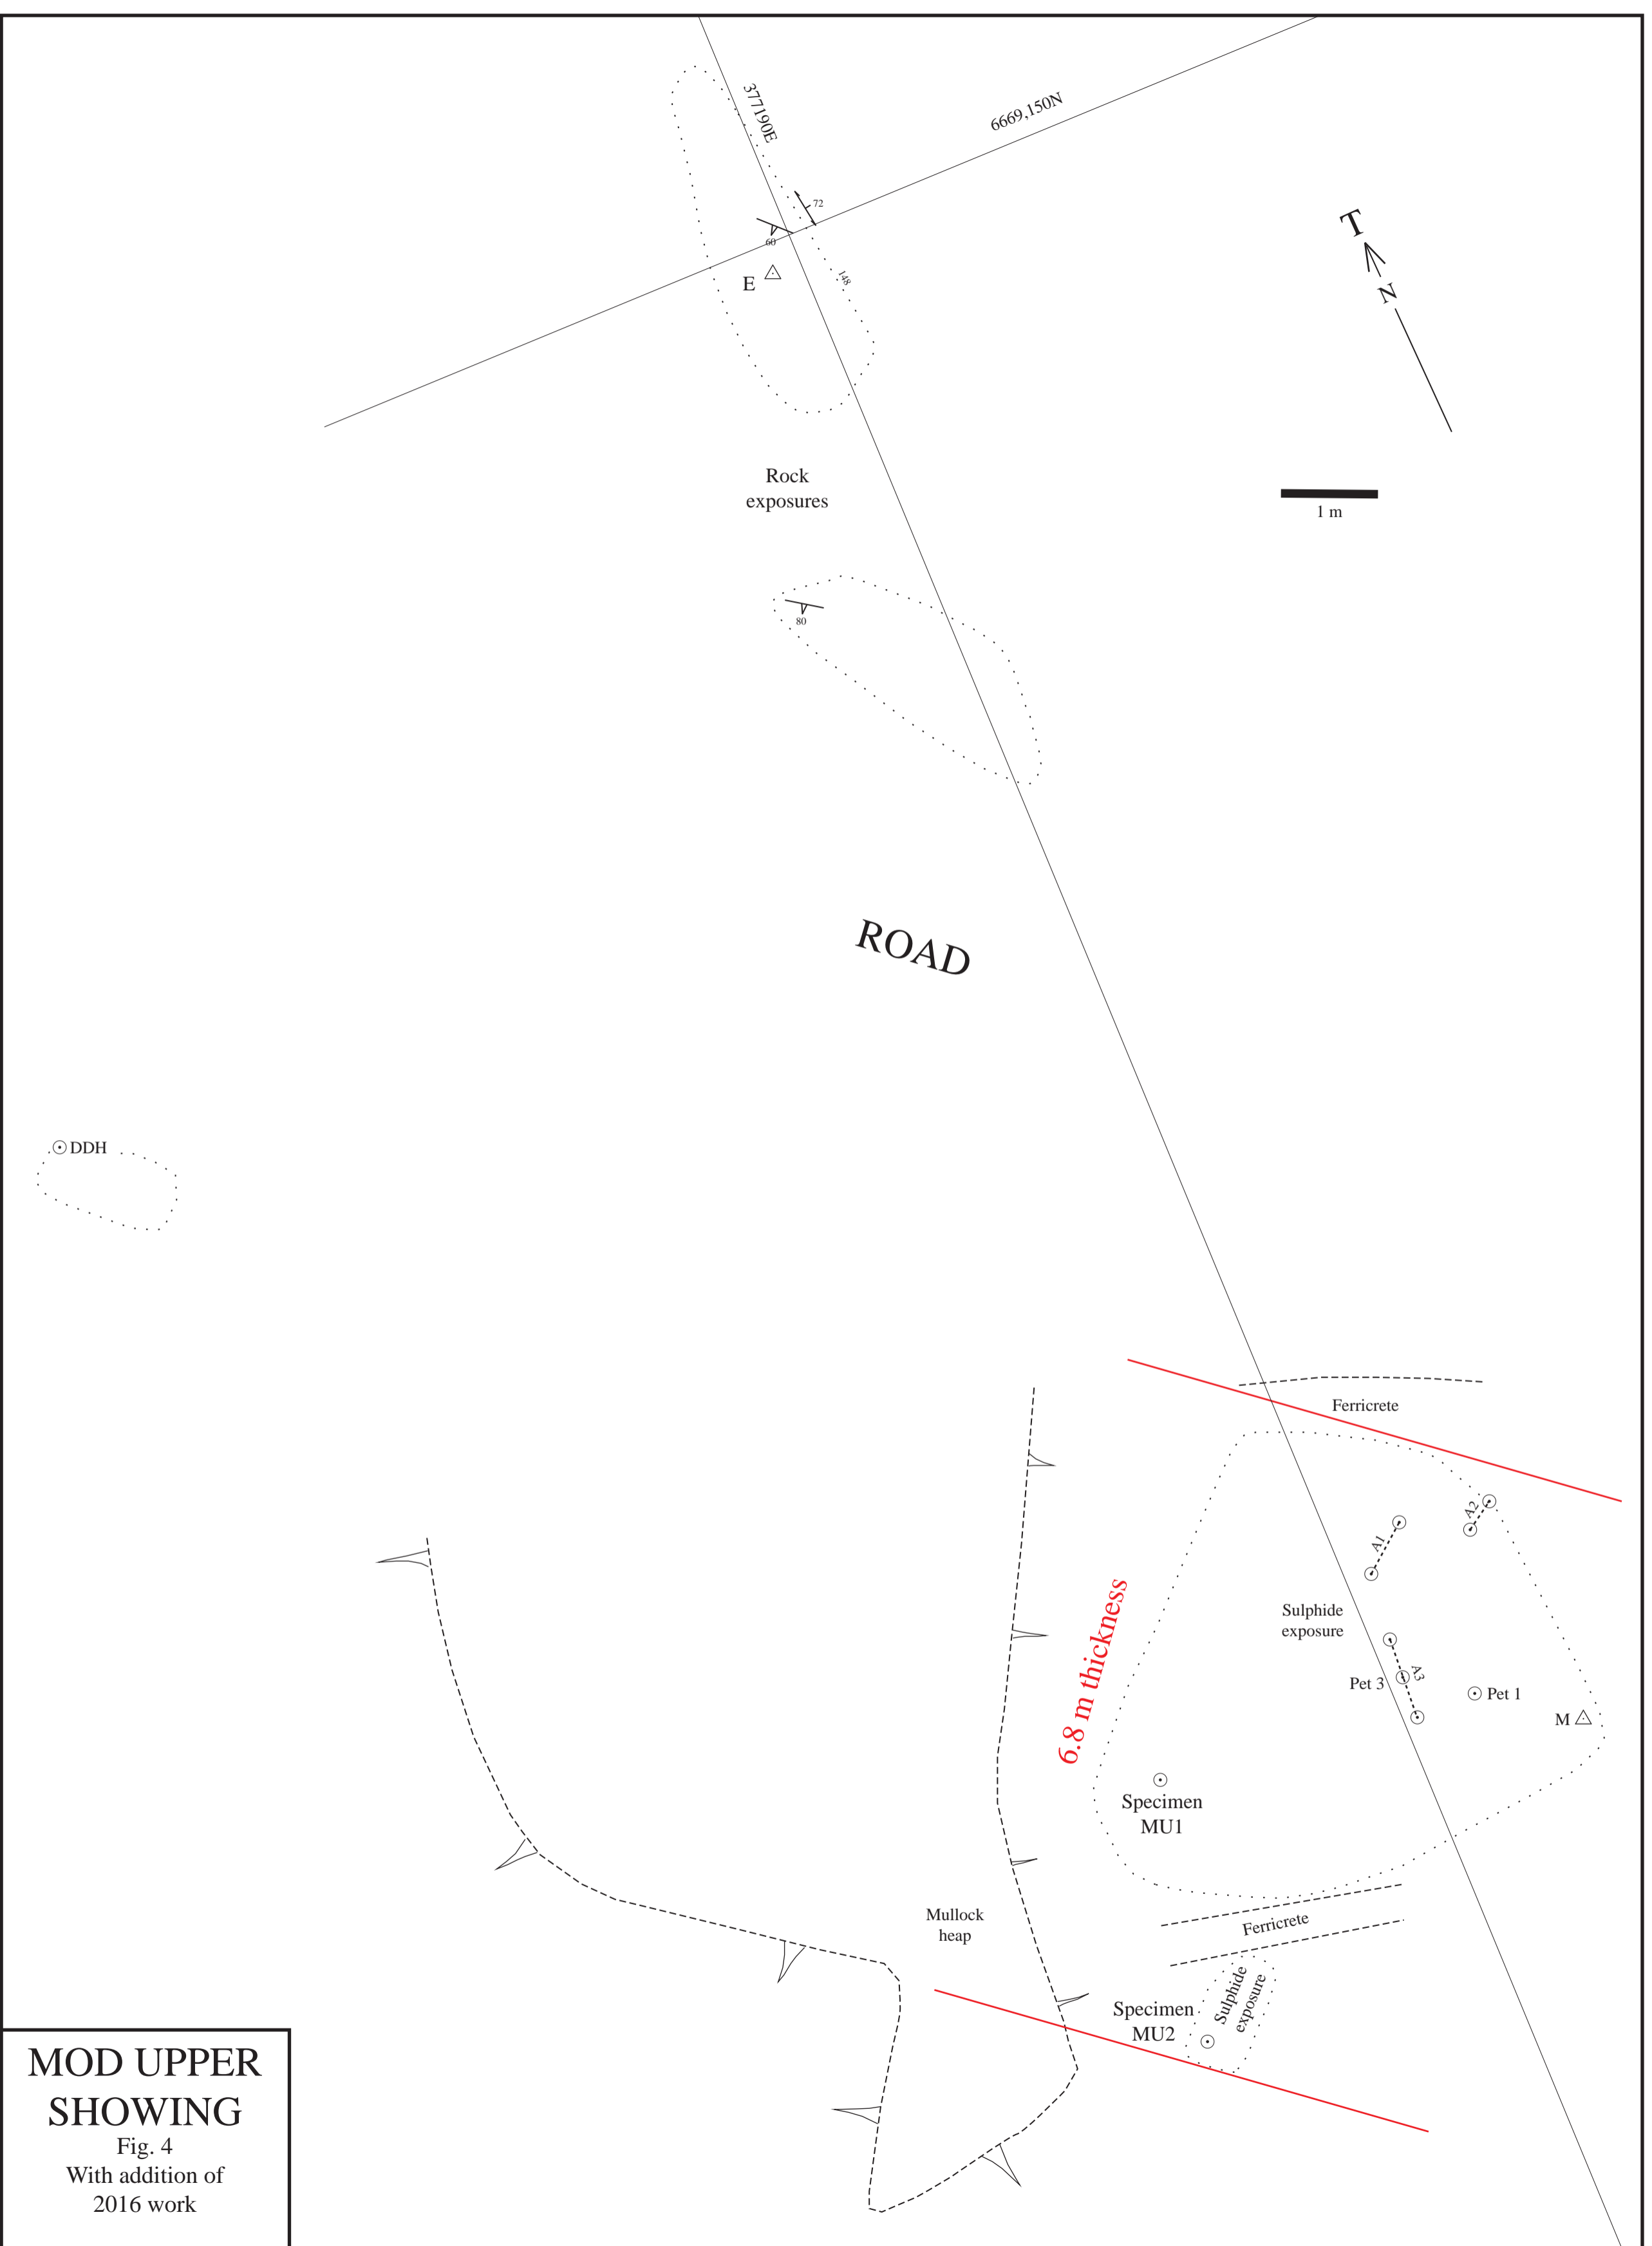 377190E
6669,150N
72
60
E
148
T
N
Rock
exposures
1 m
80
ROAD
DDH
Ferricrete
A2
A1
Sulphide
exposure
6.8 m thickness
A3
Pet 3
Pet 1
M
Specimen
MU1
Mullock
heap
Ferricrete
Sulphide
exposure
Specimen
MU2
MOD UPPER
SHOWING
Fig. 4
With addition of
2016 work